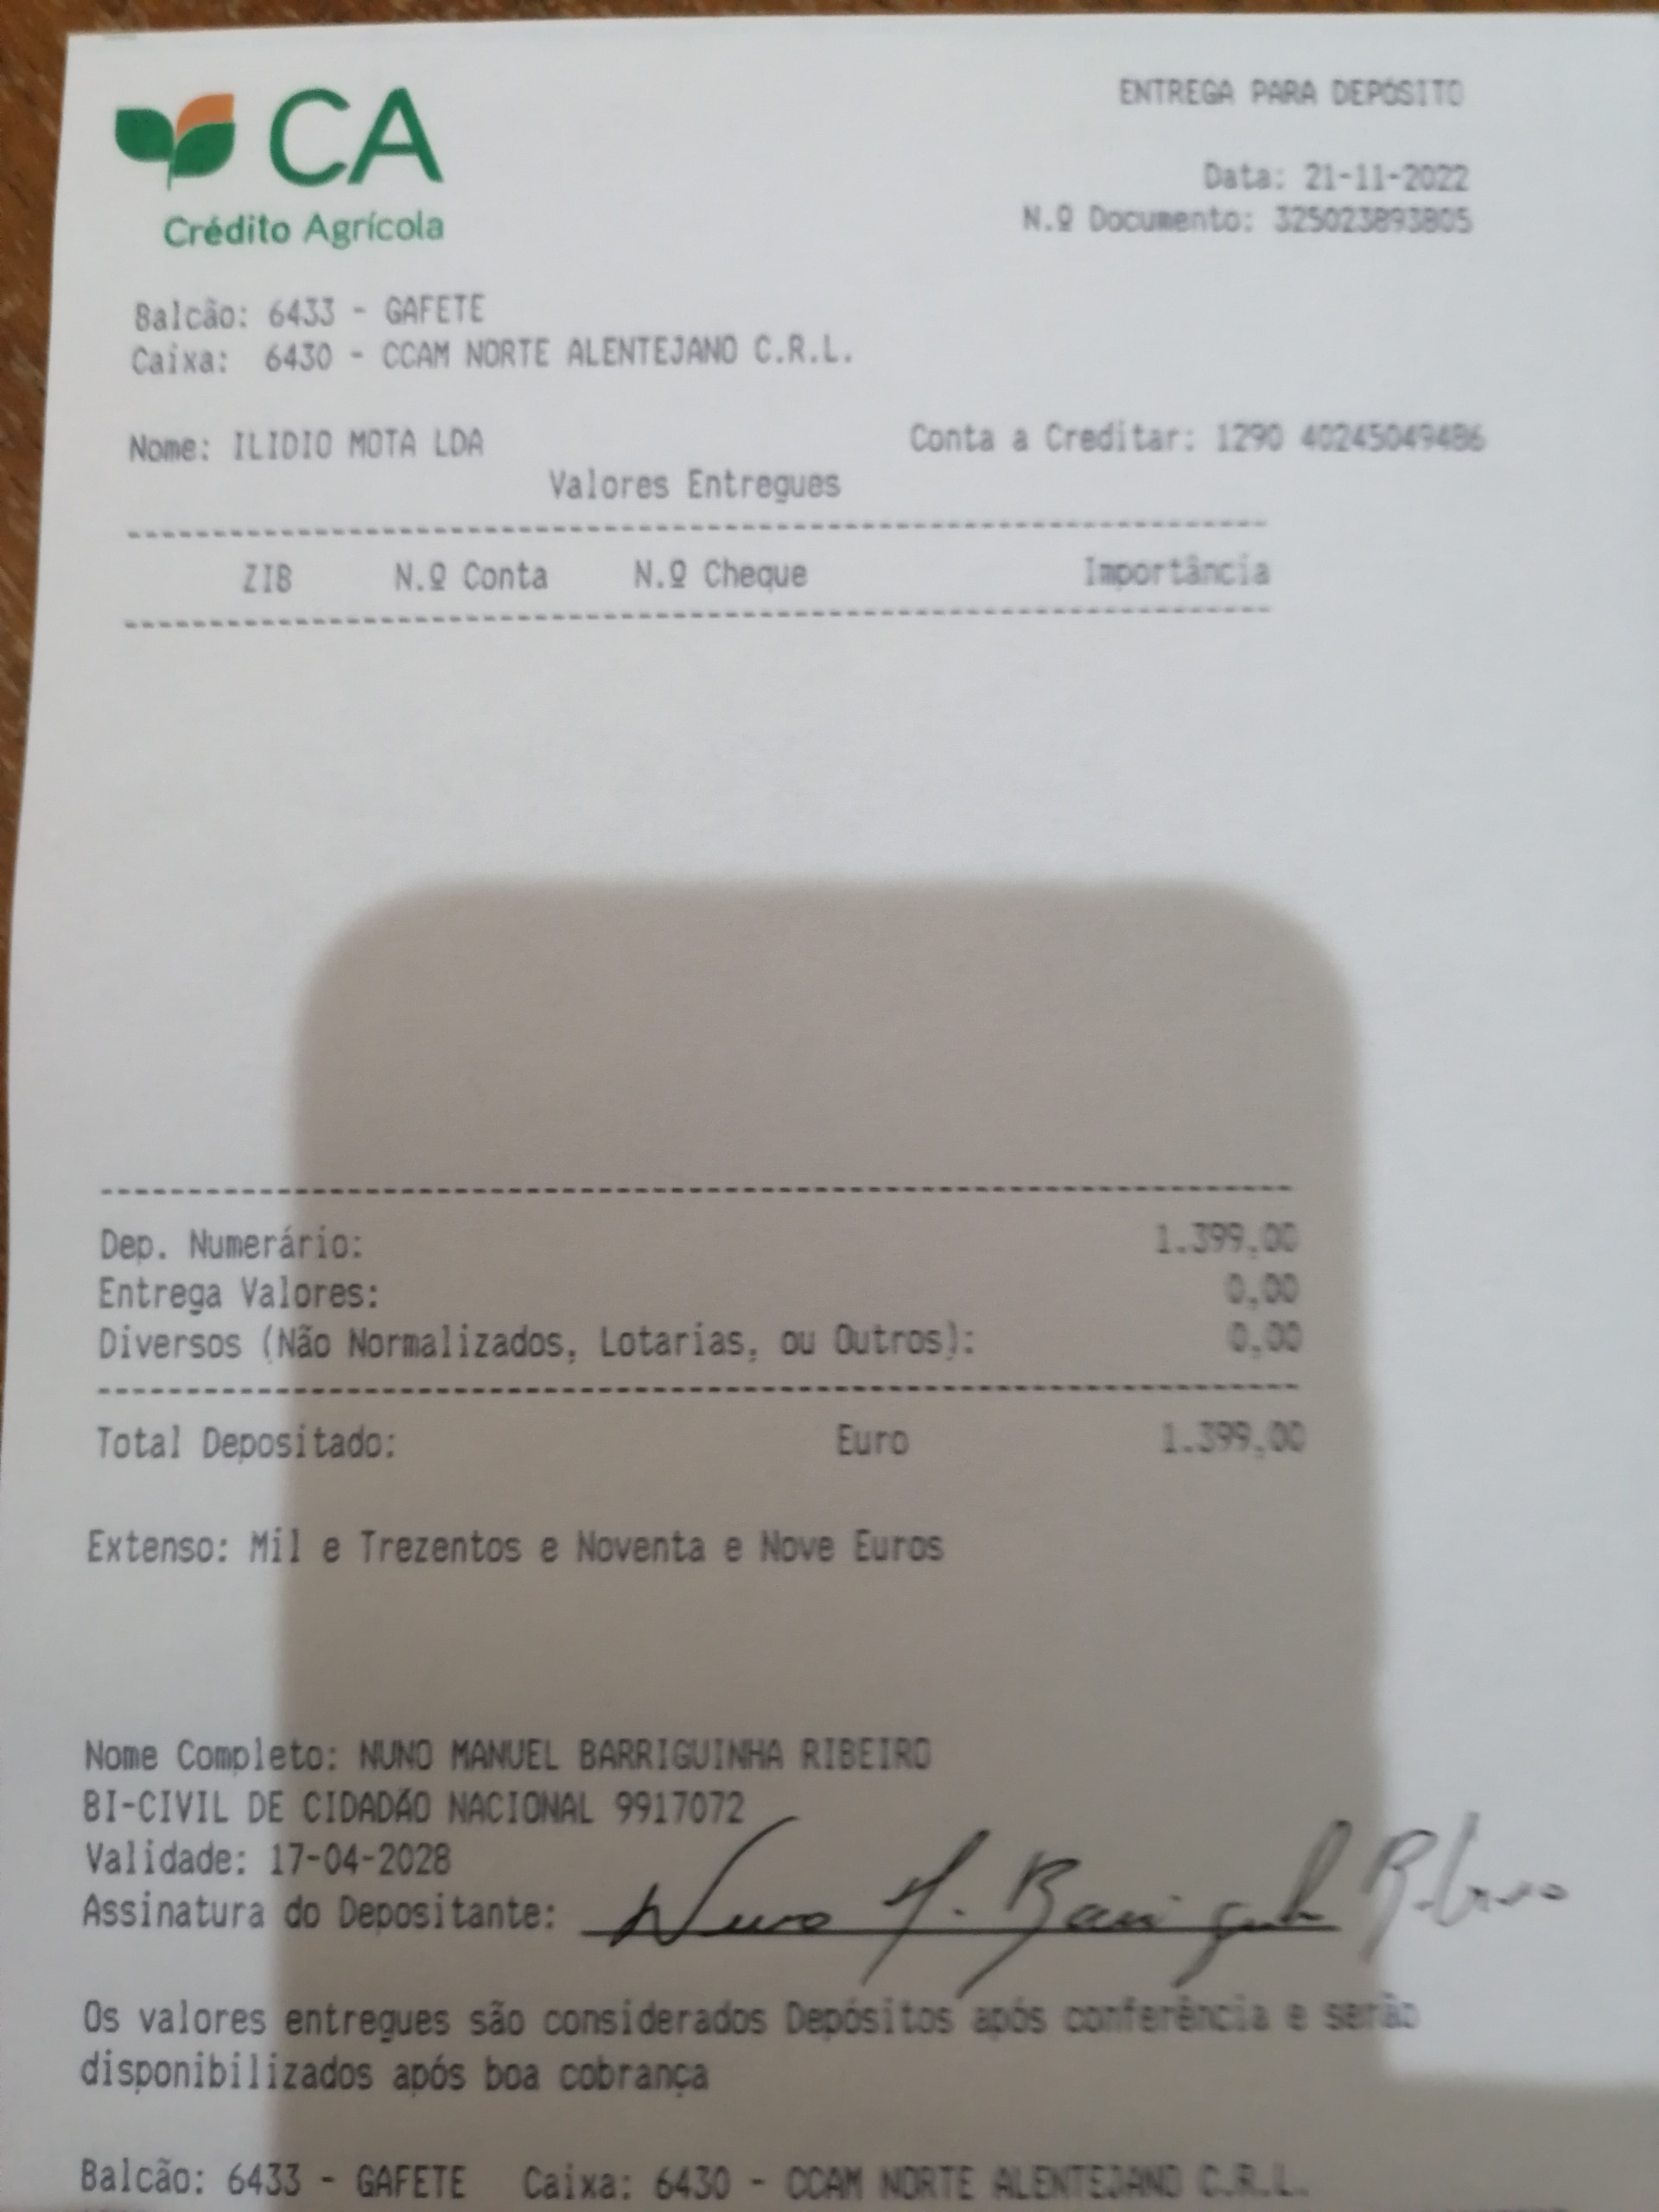 CA
Crédito Agrícola
ENTREGA PARA DEPÓSITO
Data: 21-11-2022
N.º Documento: 325023893805
Balcão: 6433 - GAFETE
Caixa: 6430 - CCAM NORTE ALENTEJANO C.R.L.
Nome: ILIDIO MOTA LDA Conta a Creditar: 1290 40245049486
Valores Entregues
ZIB N.º Conta N.º Cheque Importância
Dep. Numerário: 1.399,00
Entrega Valores: 0,00
Diversos (Não Normalizados, Lotarias, ou Outros): 0,00
Total Depositado: Euro 1.399,00
Extenso: Mil e Trezentos e Noventa e Nove Euros
Nome Completo: NUNO MANUEL BARRIGUINHA RIBEIRO
BI-CIVIL DE CIDADÃO NACIONAL 9917072
Validade: 17-04-2028
Assinatura do Depositante: Nuno M. Barriguinha Ribeiro
Os valores entregues são considerados Depósitos após conferência e serão
disponibilizados após boa cobrança
Balcão: 6433 - GAFETE Caixa: 6430 - CCAM NORTE ALENTEJANO C.R.L.